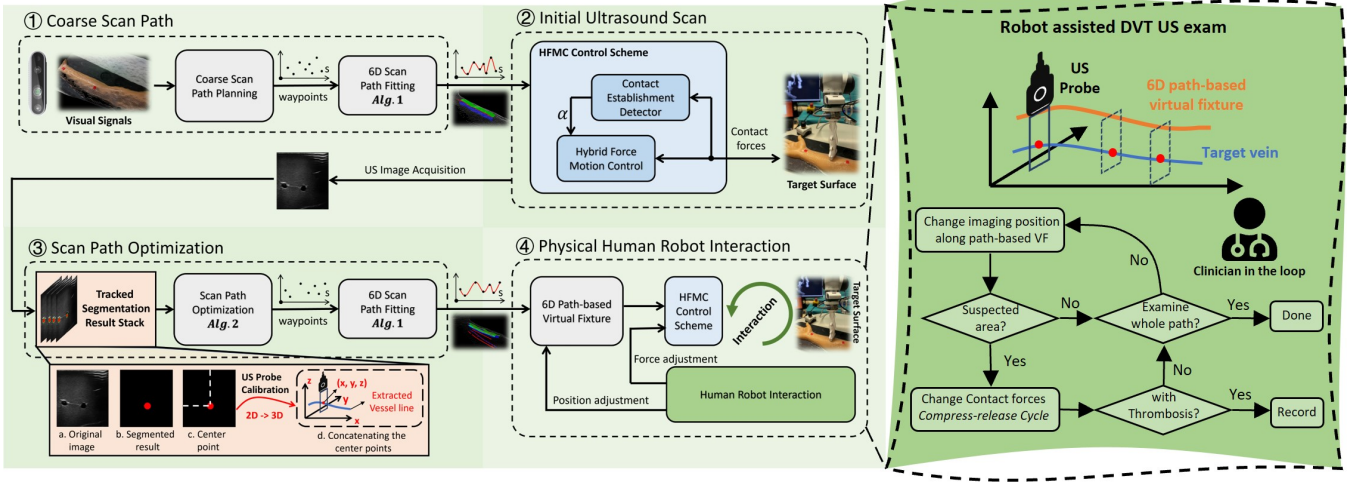 ① Coarse Scan Path
Visual Signals
Coarse Scan
Path Planning
s
waypoints
6D Scan
Path Fitting
Alg. 1
s
② Initial Ultrasound Scan
HFMC Control Scheme
Contact
Establishment
Detector
α
Hybrid Force
Motion Control
Contact
forces
Target Surface
US Image Acquisition
③ Scan Path Optimization
Tracked
Segmentation
Result Stack
Scan Path
Optimization
Alg. 2
s
waypoints
6D Scan
Path Fitting
Alg. 1
s
a. Original
image
b. Segmented
result
c. Center
point
US Probe
Calibration
2D -> 3D
z
(x, y, z)
y
x
Extracted
Vessel line
d. Concatenating the
center points
④ Physical Human Robot Interaction
6D Path-based
Virtual Fixture
HFMC
Control
Scheme
Interaction
Target Surface
Force adjustment
Position adjustment
Human Robot Interaction
Robot assisted DVT US exam
US
Probe
6D path-based
virtual fixture
Target vein
Clinician in the loop
Change imaging position
along path-based VF
No
Suspected
area?
No
Examine
whole path?
Yes
Done
Yes
No
Change Contact forces
Compress-release Cycle
with
Thrombosis?
Yes
Record